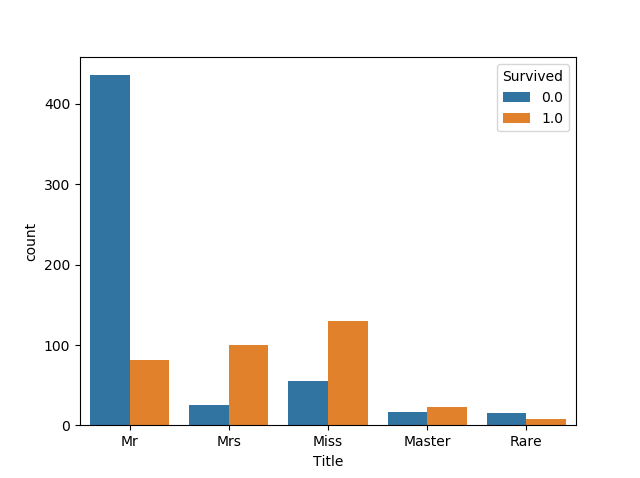 Survived
0.0
1.0
400
300
200
100
0
count
Mr
Mrs
Miss
Master
Rare
Title